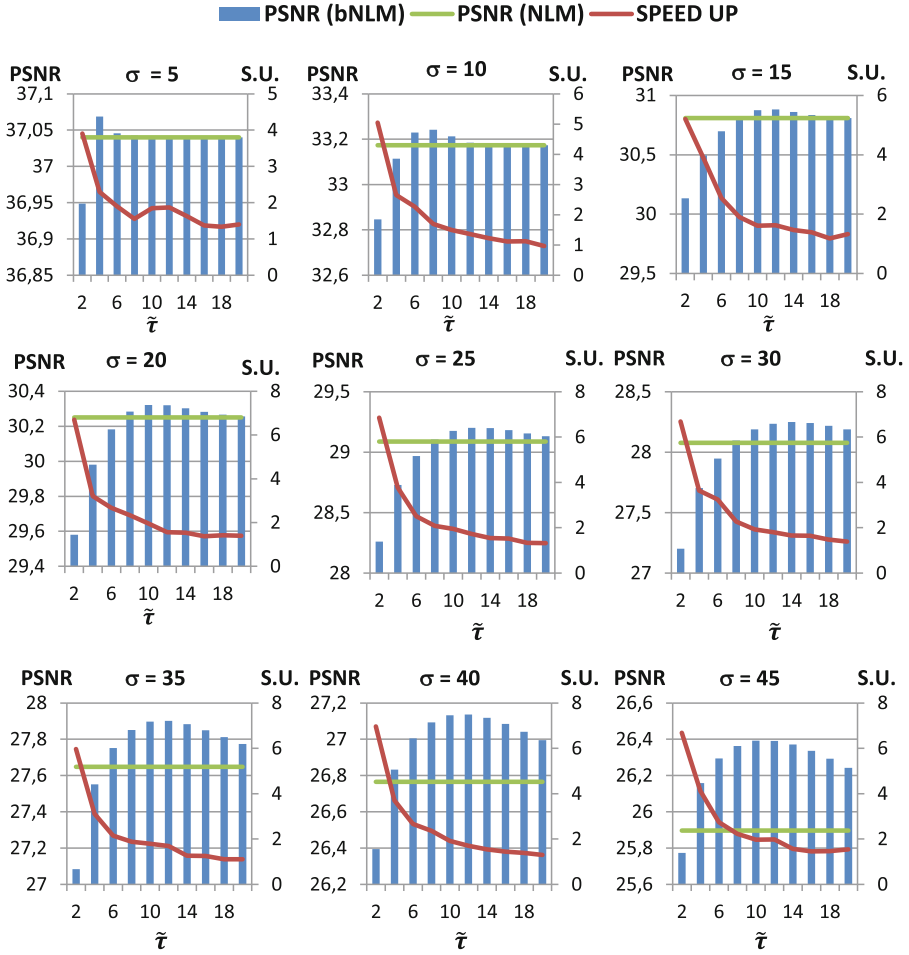 PSNR (bNLM) PSNR (NLM) SPEED UP
PSNR σ = 5 S.U.
37,1 5
37,05 4
37 3
36,95 2
36,9 1
36,85 0
2 6 10 14 18
τ̃
PSNR σ = 10 S.U.
33,4 6
33,2 5
33 4
32,8 3
32,6 2
1
0
2 6 10 14 18
τ̃
PSNR σ = 15 S.U.
31 6
30,5 4
30 2
29,5 0
2 6 10 14 18
τ̃
PSNR σ = 20 S.U.
30,4 8
30,2 6
30 4
29,8 2
29,6 0
29,4
2 6 10 14 18
τ̃
PSNR σ = 25 S.U.
29,5 8
29 6
28,5 4
28 2
0
2 6 10 14 18
τ̃
PSNR σ = 30 S.U.
28,5 8
28 6
27,5 4
27 2
0
2 6 10 14 18
τ̃
PSNR σ = 35 S.U.
28 8
27,8 6
27,6 4
27,4 2
27,2 0
27
2 6 10 14 18
τ̃
PSNR σ = 40 S.U.
27,2 8
27 6
26,8 4
26,6 2
26,4 0
26,2
2 6 10 14 18
τ̃
PSNR σ = 45 S.U.
26,6 8
26,4 6
26,2 4
26 2
25,8 0
25,6
2 6 10 14 18
τ̃